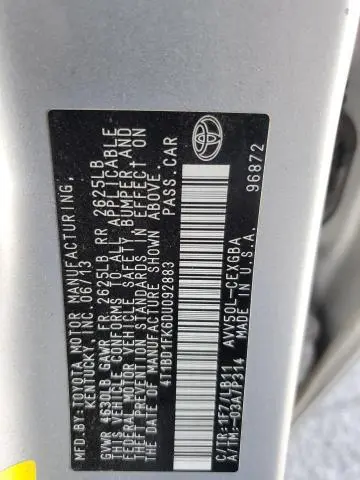 MFD.BY:TOYOTA MOTOR MANUFACTURING
KENTUCKY, INC. 06/13
GVWR 4630LB GAWR FR. 2625LB RR 2625LB
THIS VEHICLE CONFORMS TO ALL APPLICABLE
FEDERAL MOTOR VEHICLE SAFETY, BUMPER AND
THEFT PREVENTION STANDARDS IN EFFECT ON
THE DATE OF MANUFACTURE SHOWN ABOVE.
4T1BD1FK6DU092883 PASS.CAR
C/TR:1F7/LB31 AVV50L-CEXGBA
A/TM:-03A/P314 MADE IN U.S.A.
96872